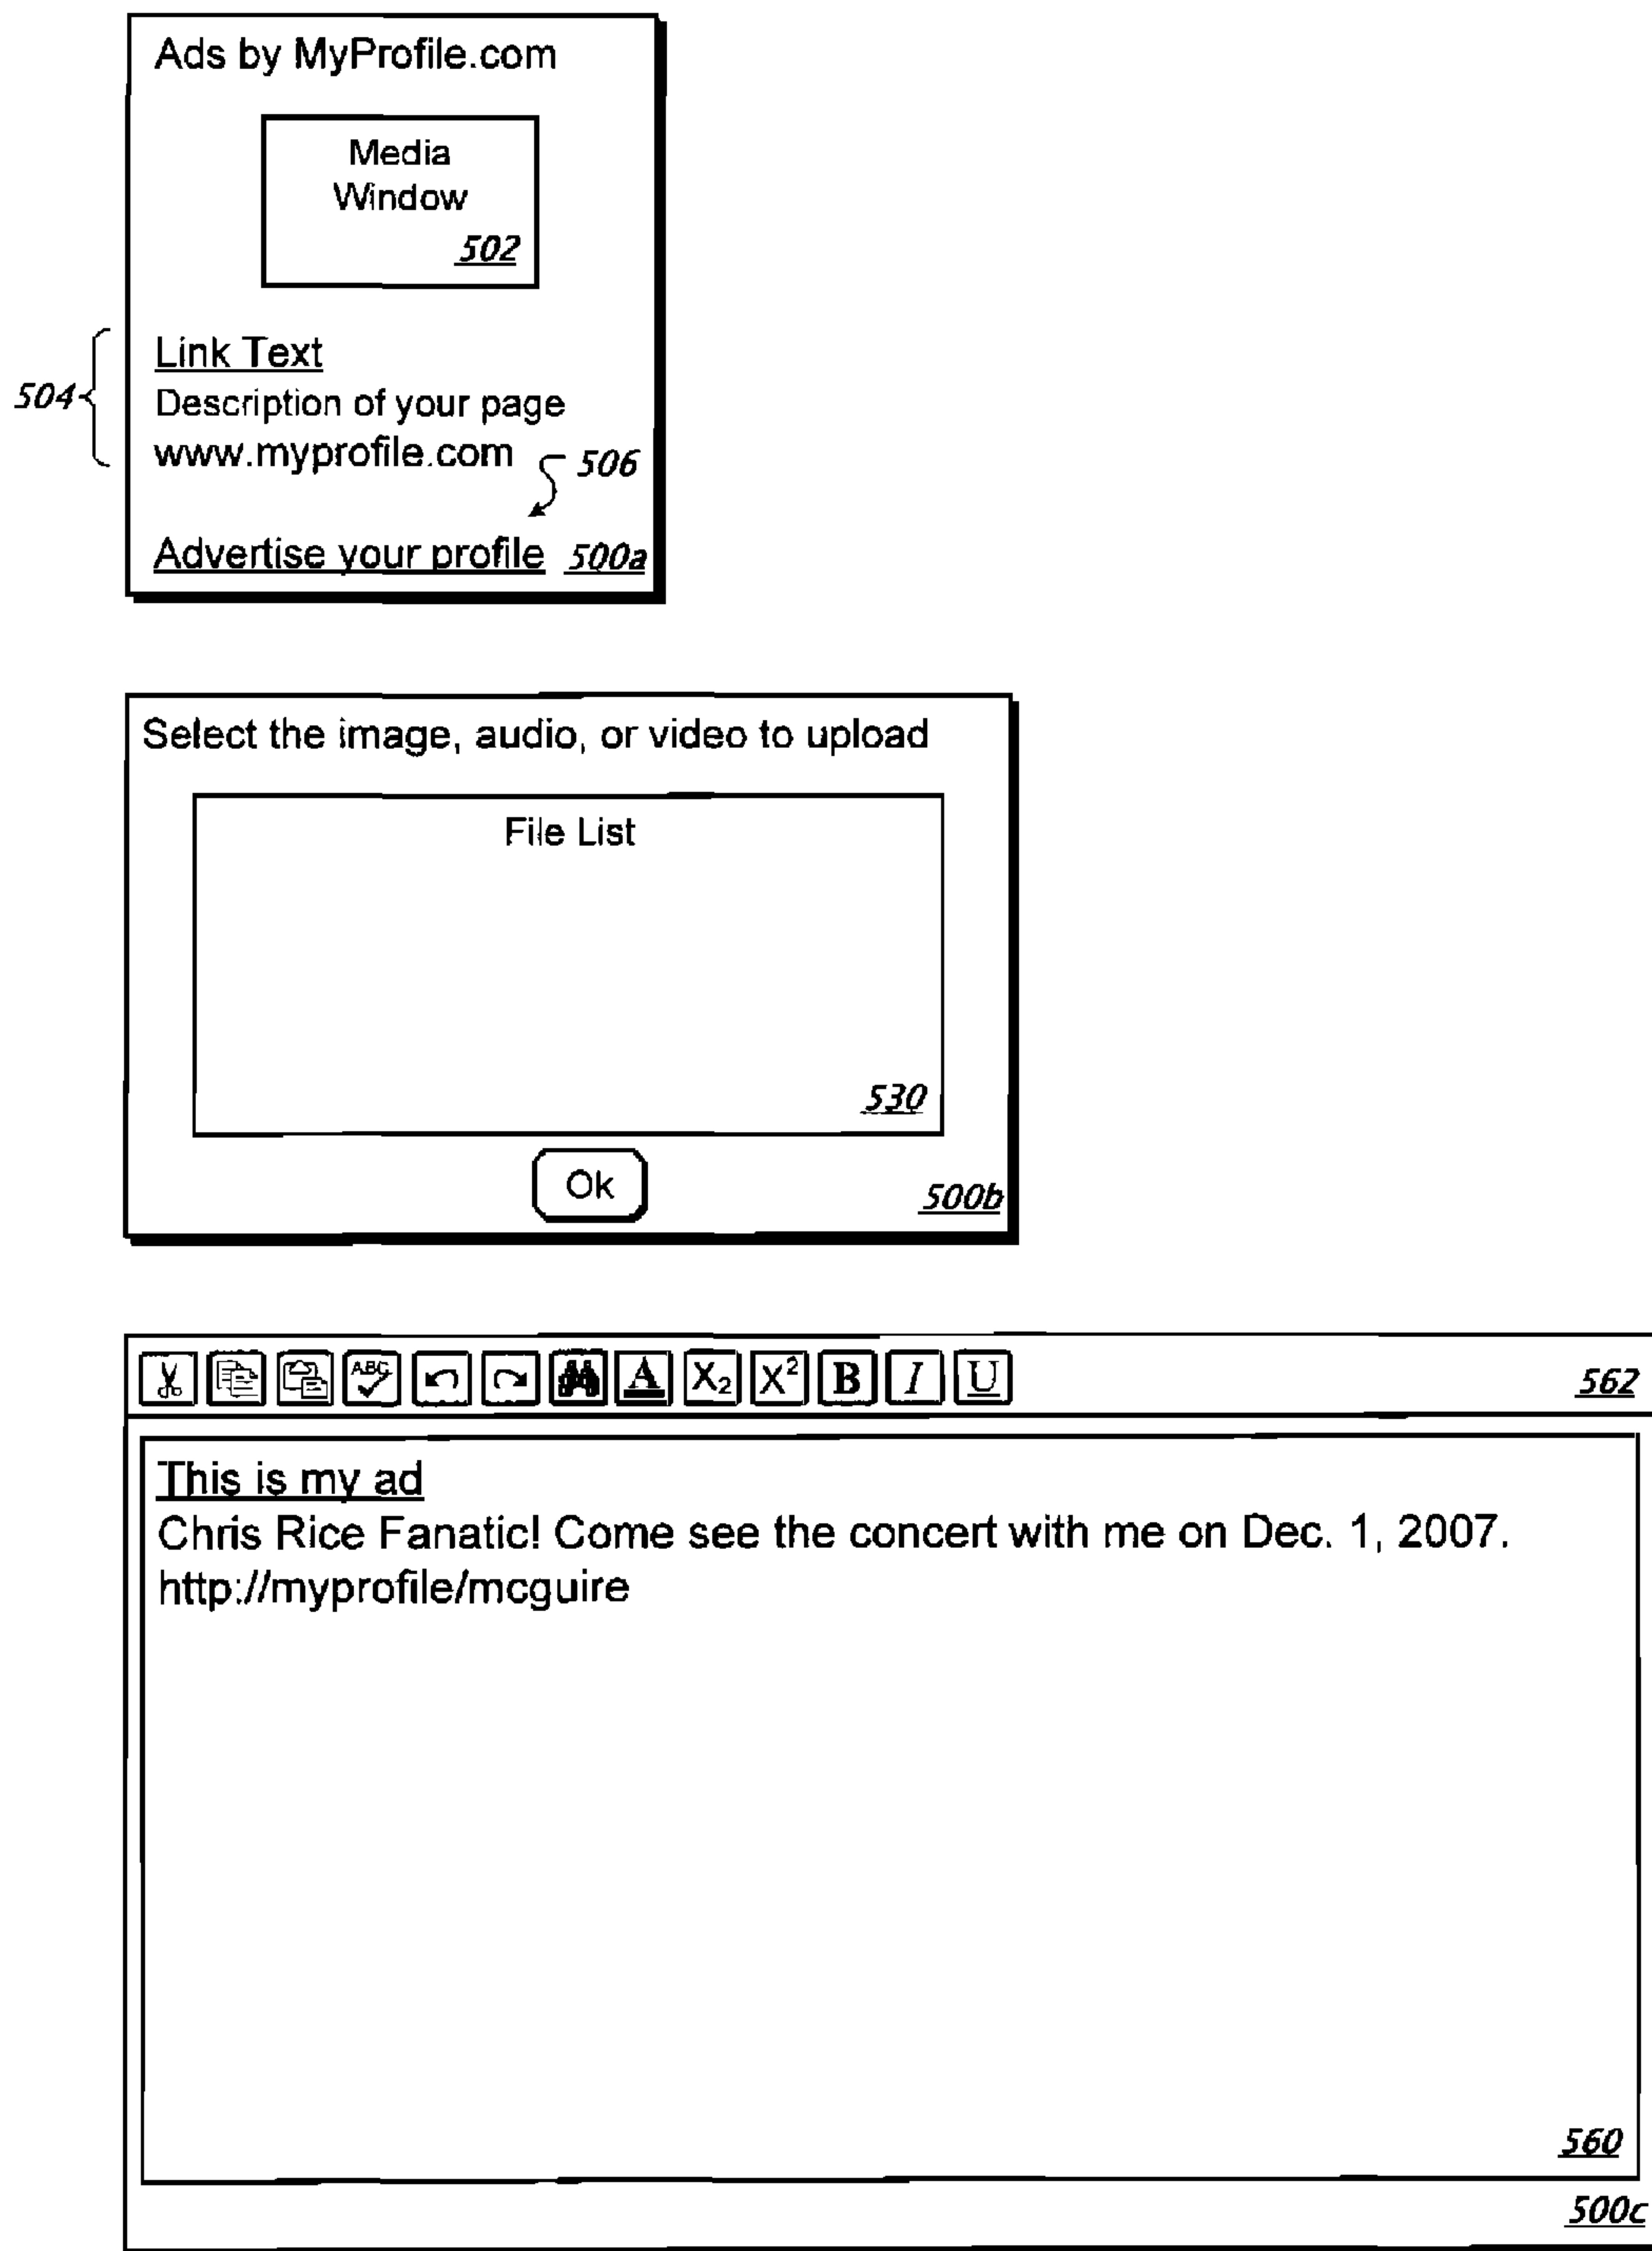 Ads by MyProfile.com
Media
Window
502
Link Text
504
Description of your page
www.myprofile.com
506
Advertise your profile 500a
Select the image, audio, or video to upload
File List
530
Ok
500b
ABC A X₂ X² B I U 562
This is my ad
Chris Rice Fanatic! Come see the concert with me on Dec. 1, 2007.
http://myprofile/mcguire
560
500c